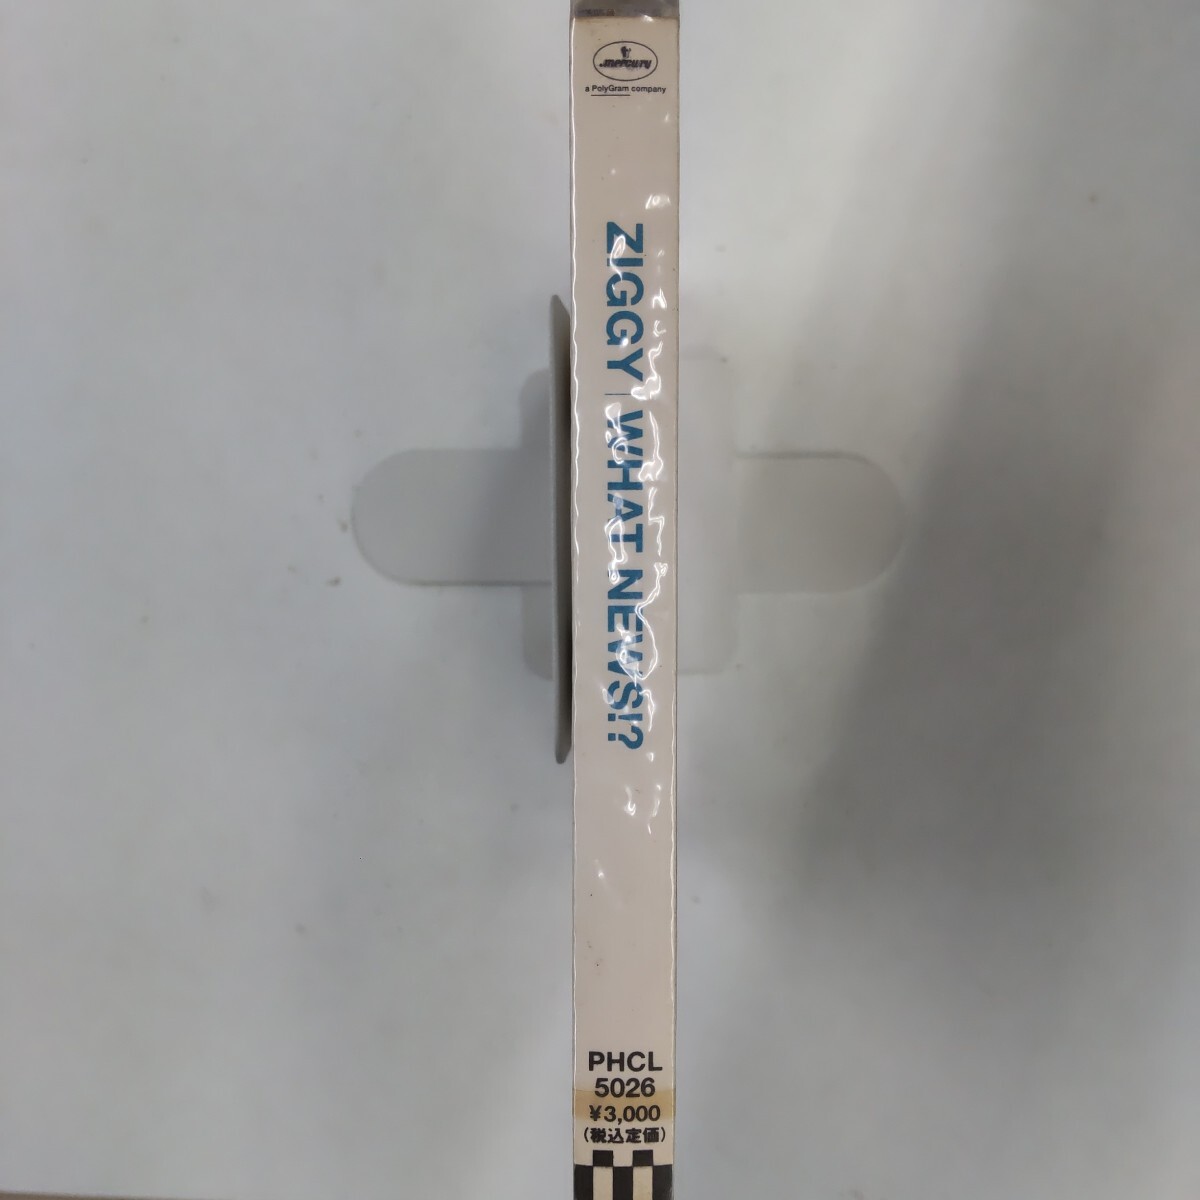 mercury
a PolyGram company
ZIGGY | WHAT NEWS!?
PHCL
5026
¥3,000
(税込定価)